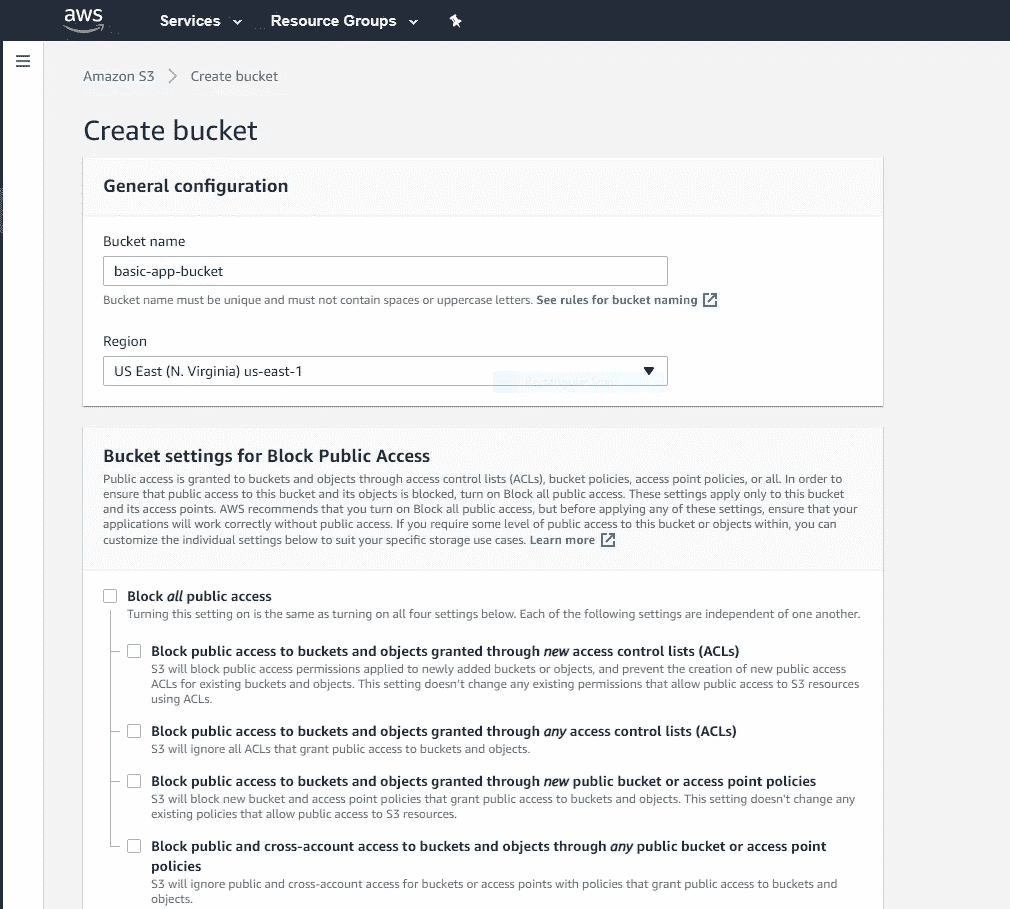 aws Services Resource Groups
Amazon S3 Create bucket
Create bucket
General configuration
Bucket name
basic-app-bucket
Bucket name must be unique and must not contain spaces or uppercase letters. See rules for bucket naming
Region
US East (N. Virginia) us-east-1
Bucket settings for Block Public Access
Public access is granted to buckets and objects through access control lists (ACLs), bucket policies, access point policies, or all. In order to
ensure that public access to this bucket and its objects is blocked, turn on Block all public access. These settings apply only to this bucket
and its access points. AWS recommends that you turn on Block all public access, but before applying any of these settings, ensure that your
applications will work correctly without public access. If you require some level of public access to this bucket or objects within, you can
customize the individual settings below to suit your specific storage use cases. Learn more
Block all public access
Turning this setting on is the same as turning on all four settings below. Each of the following settings are independent of one another.
Block public access to buckets and objects granted through new access control lists (ACLs)
S3 will block public access permissions applied to newly added buckets or objects, and prevent the creation of new public access
ACLs for existing buckets and objects. This setting doesn't change any existing permissions that allow public access to S3 resources
using ACLs.
Block public access to buckets and objects granted through any access control lists (ACLs)
S3 will ignore all ACLs that grant public access to buckets and objects.
Block public access to buckets and objects granted through new public bucket or access point policies
S3 will block new bucket and access point policies that grant public access to buckets and objects. This setting doesn't change any
existing policies that allow public access to S3 resources.
Block public and cross-account access to buckets and objects through any public bucket or access point
policies
S3 will ignore public and cross-account access for buckets or access points with policies that grant public access to buckets and
objects.